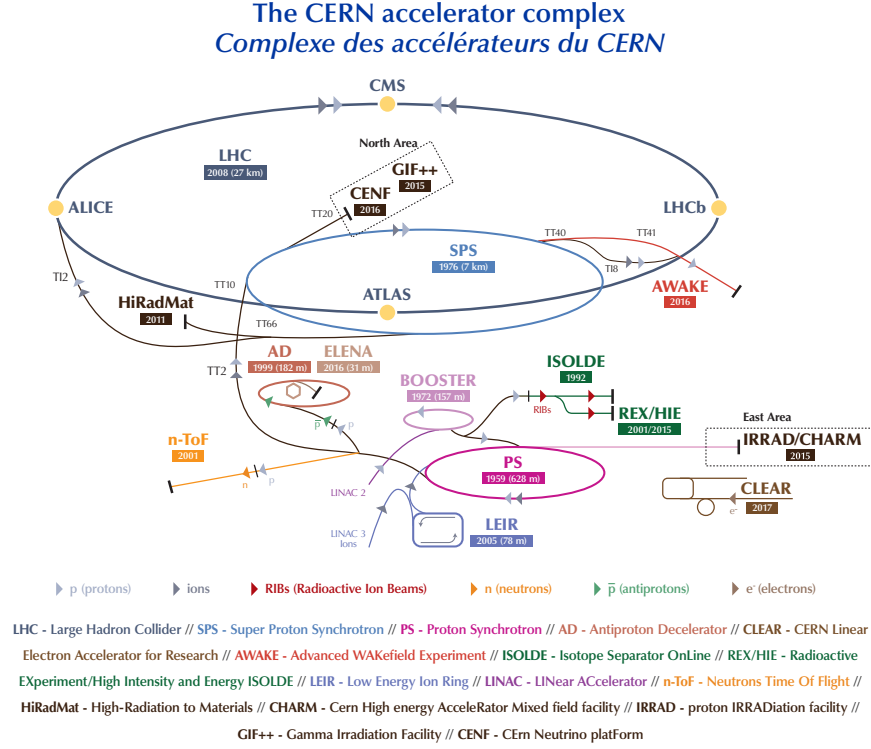 The CERN accelerator complex
Complexe des accélérateurs du CERN
CMS
North Area
LHC
2008 (27 km)
GIF++
2015
CENF
2016
ALICE
TT20
LHCb
SPS
1976 (7 km)
TT40
TT41
TI8
TI2
TT10
AWAKE
2016
ATLAS
HiRadMat
2011
TT66
AD
1999 (182 m)
ELENA
2016 (31 m)
TT2
BOOSTER
1972 (157 m)
ISOLDE
1992
RIBs
REX/HIE
2001/2015
p̅
p
East Area
IRRAD/CHARM
2015
n-ToF
2001
n
p
PS
1959 (628 m)
LINAC 2
CLEAR
2017
e-
LINAC 3
Ions
LEIR
2005 (78 m)
p (protons)
ions
RIBs (Radioactive Ion Beams)
n (neutrons)
p̅ (antiprotons)
e- (electrons)
LHC - Large Hadron Collider // SPS - Super Proton Synchrotron // PS - Proton Synchrotron // AD - Antiproton Decelerator // CLEAR - CERN Linear
Electron Accelerator for Research // AWAKE - Advanced WAKefield Experiment // ISOLDE - Isotope Separator OnLine // REX/HIE - Radioactive
EXperiment/High Intensity and Energy ISOLDE // LEIR - Low Energy Ion Ring // LINAC - LINear ACcelerator // n-ToF - Neutrons Time Of Flight //
HiRadMat - High-Radiation to Materials // CHARM - Cern High energy AcceleRator Mixed field facility // IRRAD - proton IRRADiation facility //
GIF++ - Gamma Irradiation Facility // CENF - CErn Neutrino platForm